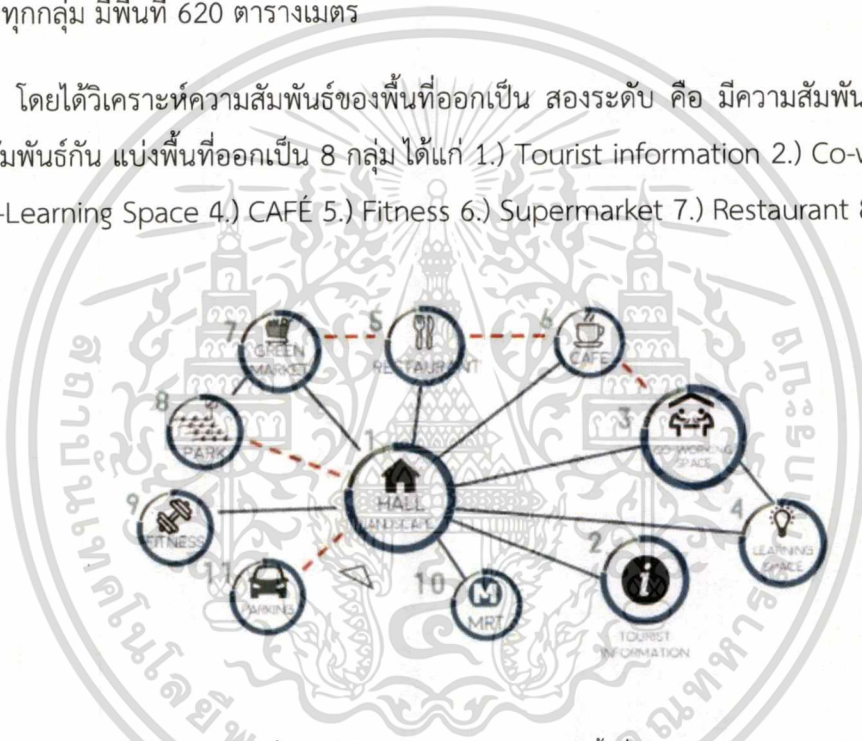 ทุกกลุ่ม มีพื้นที่ 620 ตารางเมตร
โดยได้วิเคราะห์ความสัมพันธ์ของพื้นที่ออกเป็น สองระดับ คือ มีความสัมพัน
ัมพันธ์กัน แบ่งพื้นที่ออกเป็น 8 กลุ่ม ได้แก่ 1.) Tourist information 2.) Co-w
-Learning Space 4.) CAFÉ 5.) Fitness 6.) Supermarket 7.) Restaurant 8
7
GREEN
MARKET
5
RESTAURANT
6
CAFE
8
PARK
1
HALL
LANDSCAPE
3
CO-WORKING
SPACE
9
FITNESS
4
LEARNING
SPACE
11
PARKING
10
M
MRT
2
i
TOURIST
INFORMATION